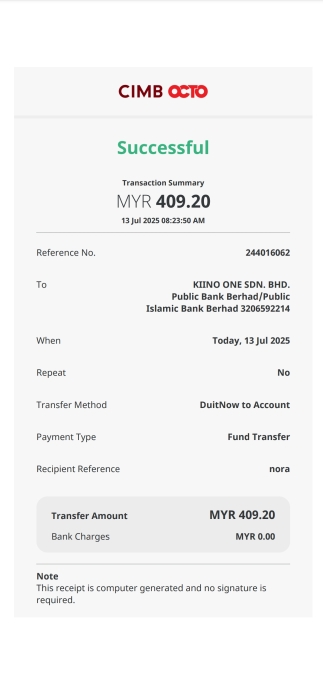 CIMB OCTO
Successful
Transaction Summary
MYR 409.20
13 Jul 2025 08:23:50 AM
Reference No. 244016062
To KIINO ONE SDN. BHD.
Public Bank Berhad/Public
Islamic Bank Berhad 3206592214
When Today, 13 Jul 2025
Repeat No
Transfer Method DuitNow to Account
Payment Type Fund Transfer
Recipient Reference nora
Transfer Amount MYR 409.20
Bank Charges MYR 0.00
Note
This receipt is computer generated and no signature is
required.